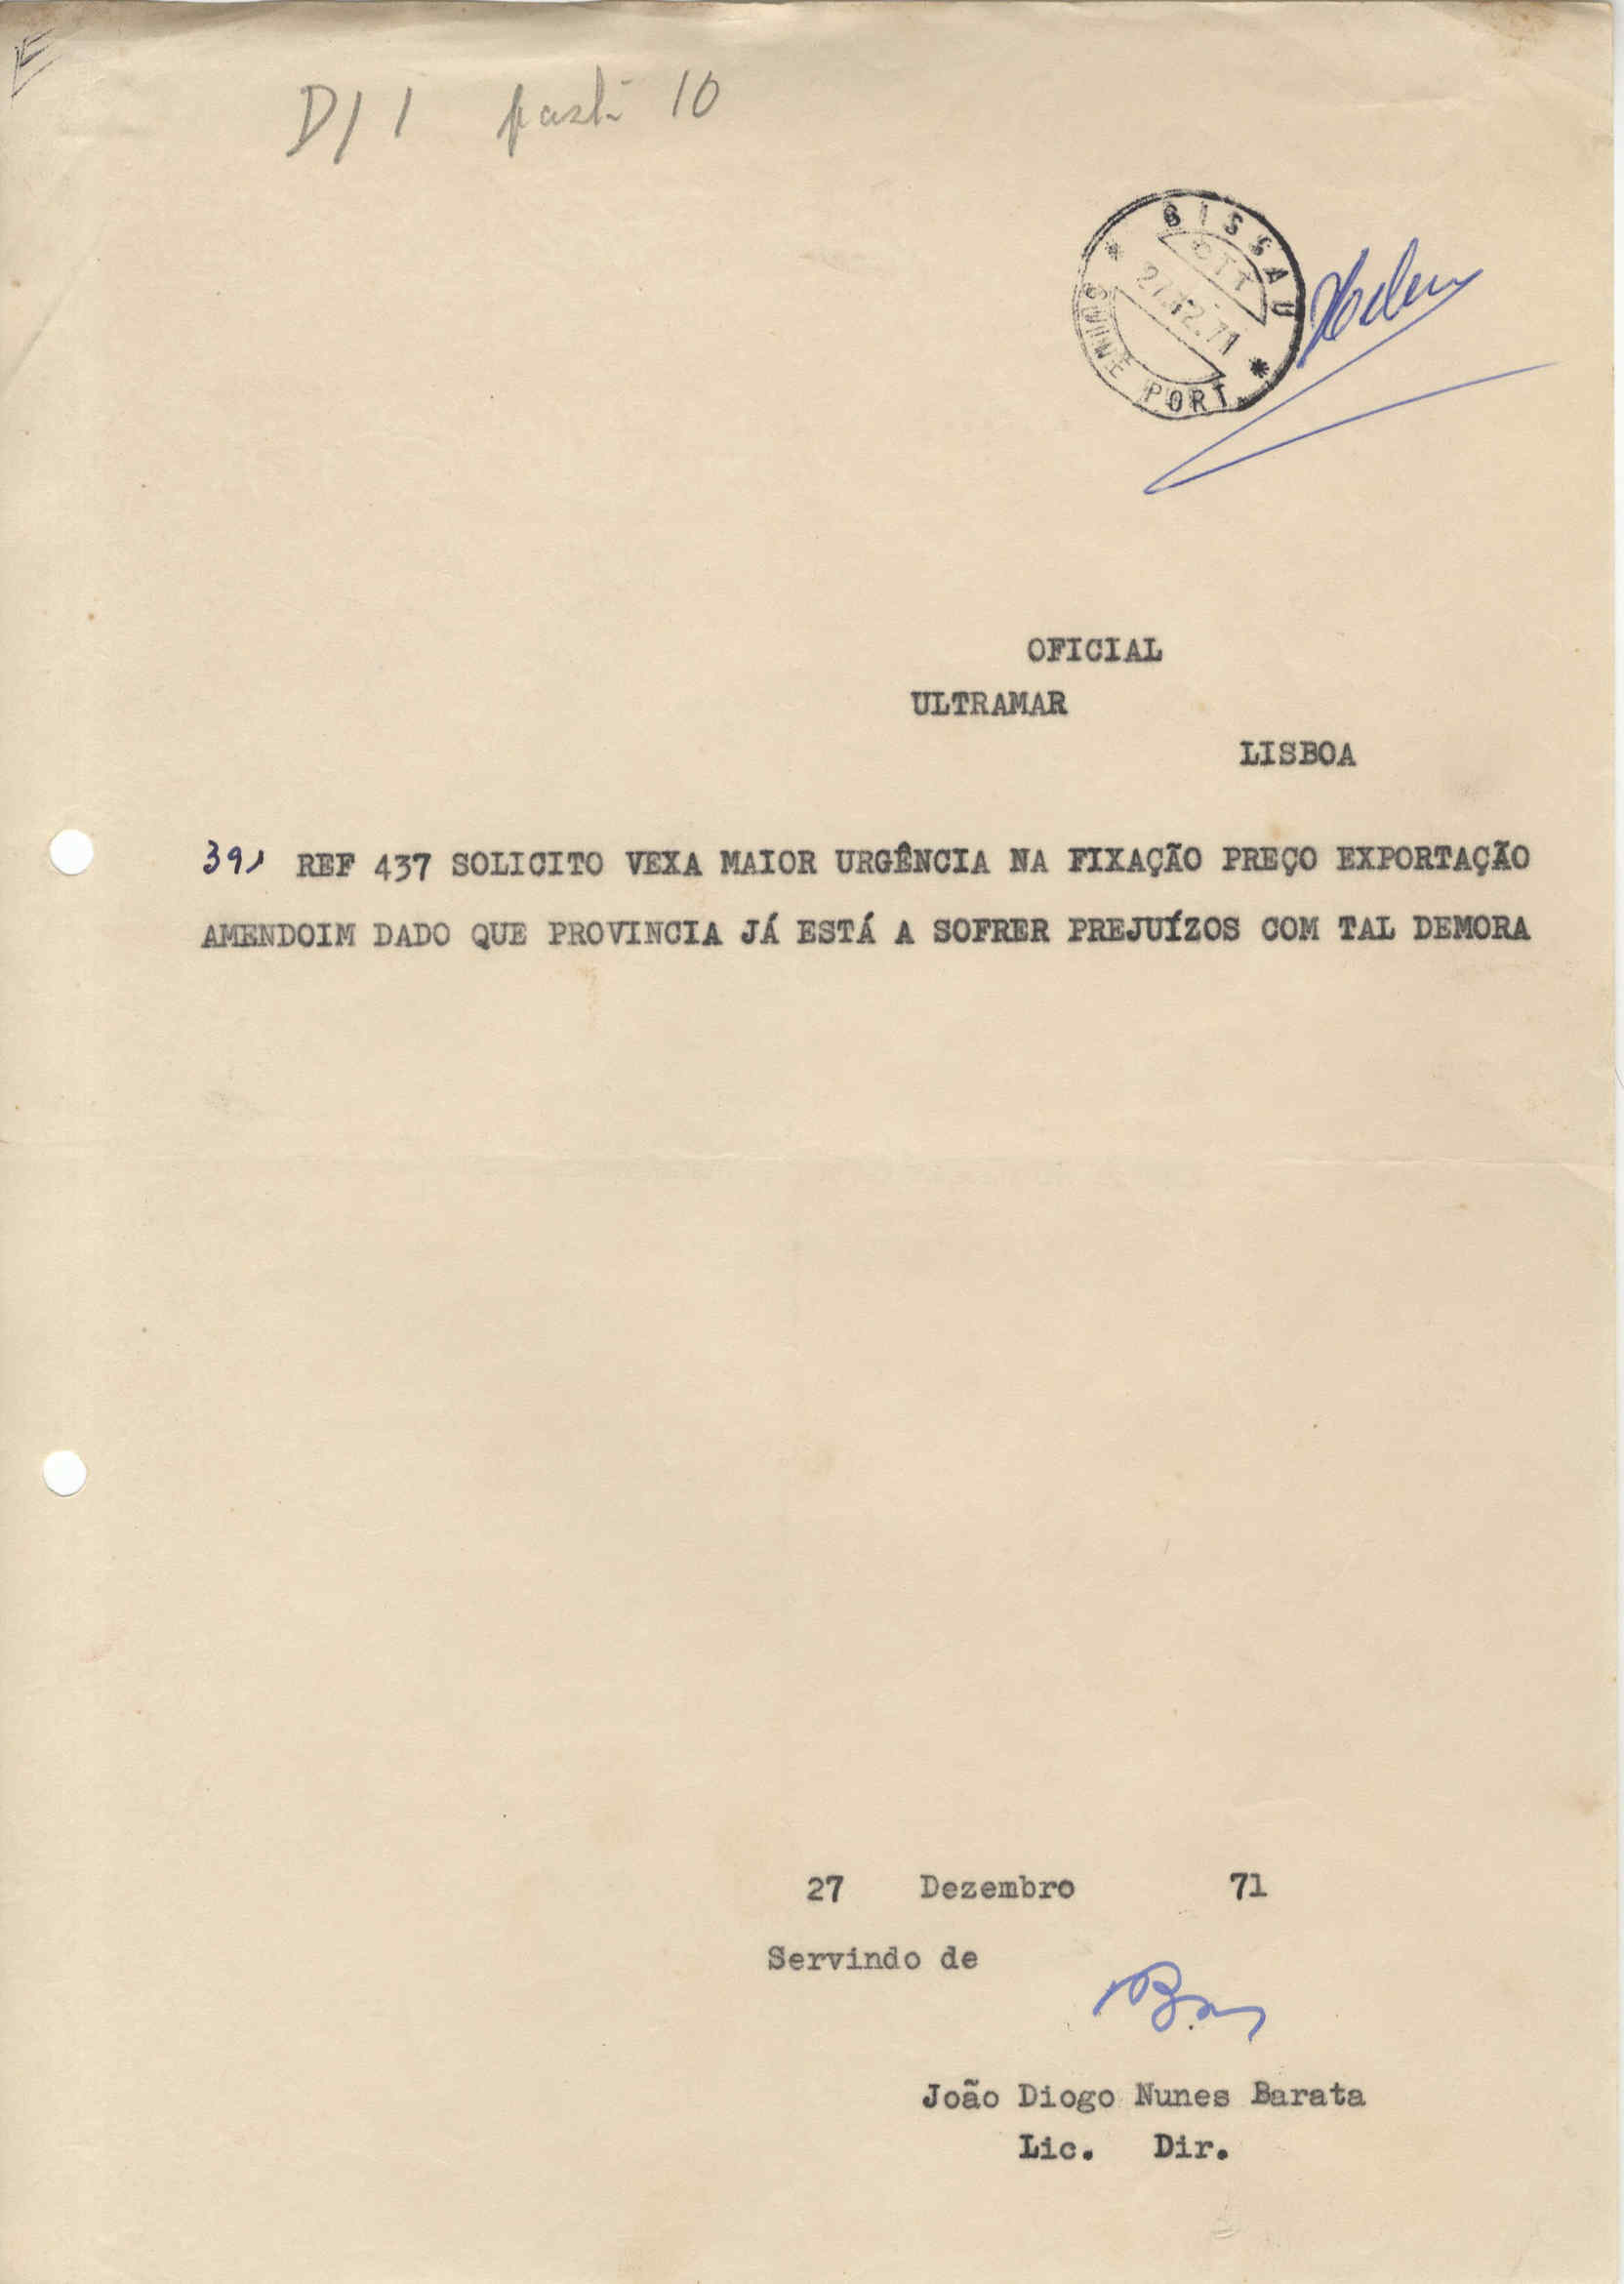 D/1 pasta 10
BISSAU
CTT
27.12.71
GUINÉ PORT.
OFICIAL
ULTRAMAR
LISBOA
REF 437 SOLICITO VEXA MAIOR URGÊNCIA NA FIXAÇÃO PREÇO EXPORTAÇÃO
AMENDOIM DADO QUE PROVINCIA JÁ ESTÁ A SOFRER PREJUÍZOS COM TAL DEMORA
27 Dezembro 71
Servindo de
João Diogo Nunes Barata
Lic. Dir.